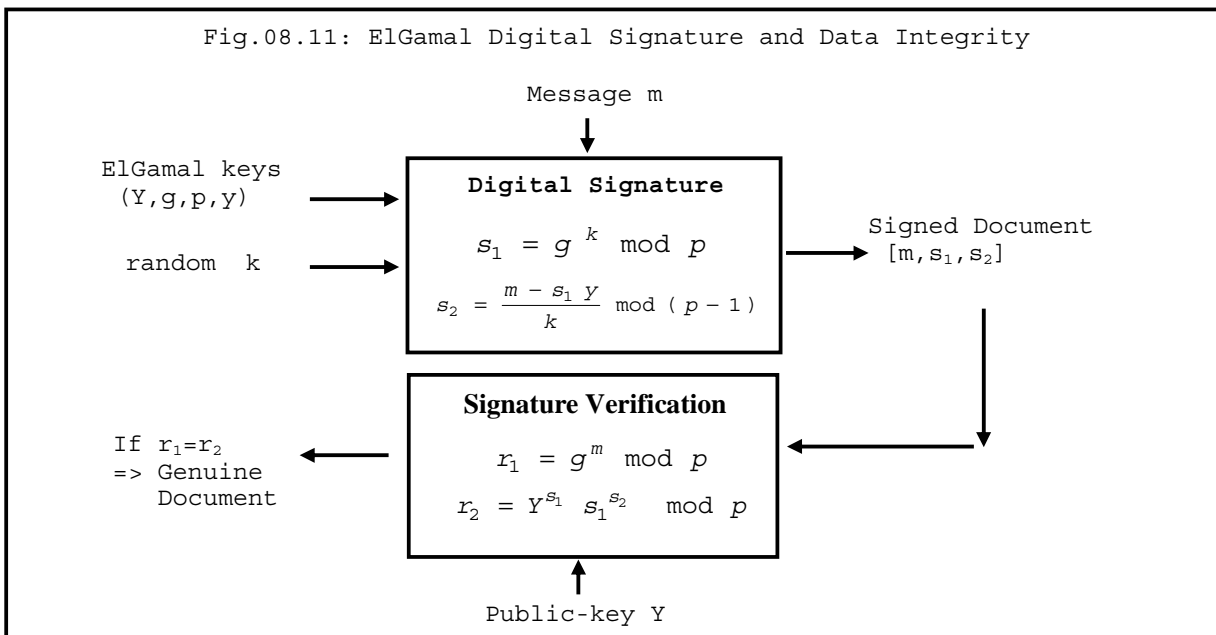 Fig.08.11: ElGamal Digital Signature and Data Integrity
Message m
ElGamal keys
(Y,g,p,y)
random k
Digital Signature
s₁ = g^k mod p
s₂ = (m − s₁ y)/k mod (p − 1)
Signed Document
[m,s₁,s₂]
Signature Verification
r₁ = g^m mod p
r₂ = Y^s₁ s₁^s₂ mod p
If r₁=r₂
=> Genuine
Document
Public-key Y